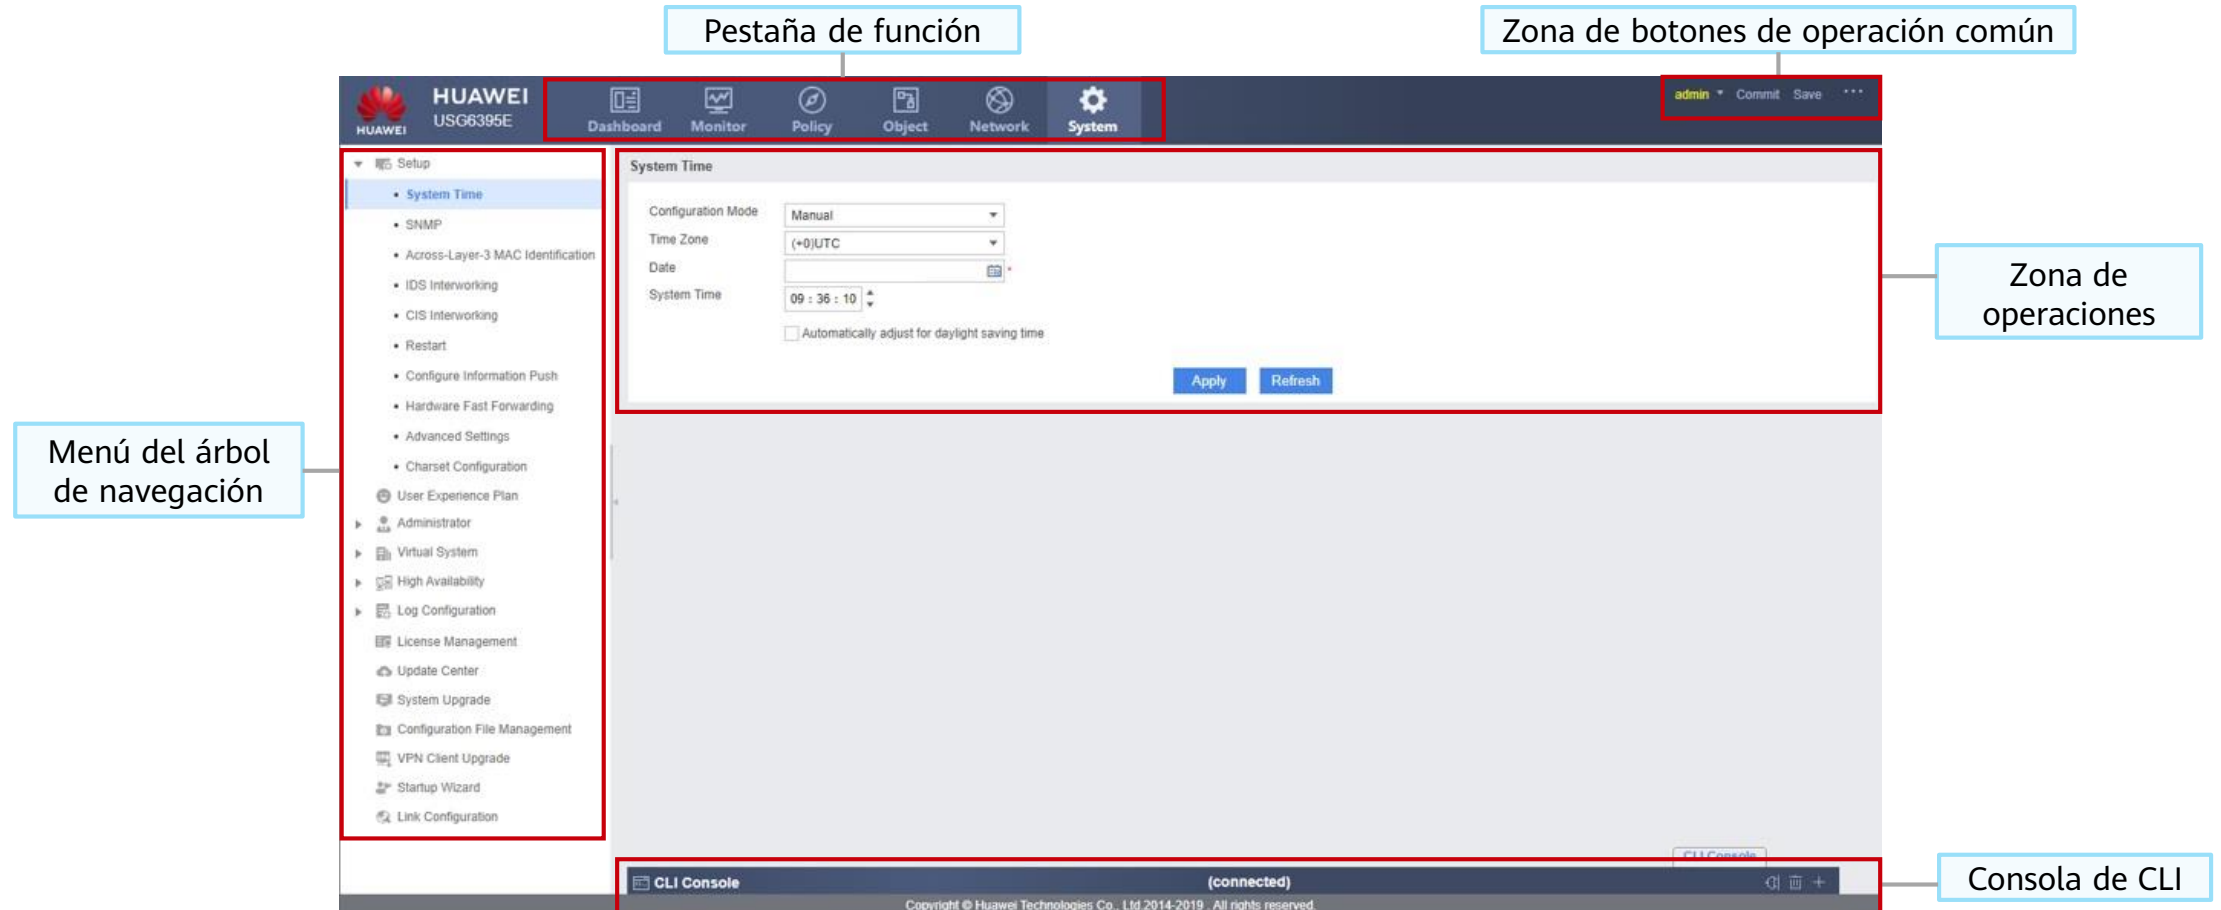 Pestaña de función
Zona de botones de operación común
HUAWEI
HUAWEI
USG6395E
Dashboard
Monitor
Policy
Object
Network
System
admin
Commit
Save
Setup
System Time
SNMP
Across-Layer-3 MAC Identification
IDS Interworking
CIS Interworking
Restart
Configure Information Push
Hardware Fast Forwarding
Advanced Settings
Charset Configuration
User Experience Plan
Administrator
Virtual System
High Availability
Log Configuration
License Management
Update Center
System Upgrade
Configuration File Management
VPN Client Upgrade
Startup Wizard
Link Configuration
System Time
Configuration Mode
Manual
Time Zone
(+0)UTC
Date
*
System Time
09 : 36 : 10
Automatically adjust for daylight saving time
Apply
Refresh
Zona de
operaciones
Menú del árbol
de navegación
CLI Console
CLI Console
(connected)
Copyright © Huawei Technologies Co., Ltd.2014-2019 . All rights reserved.
Consola de CLI